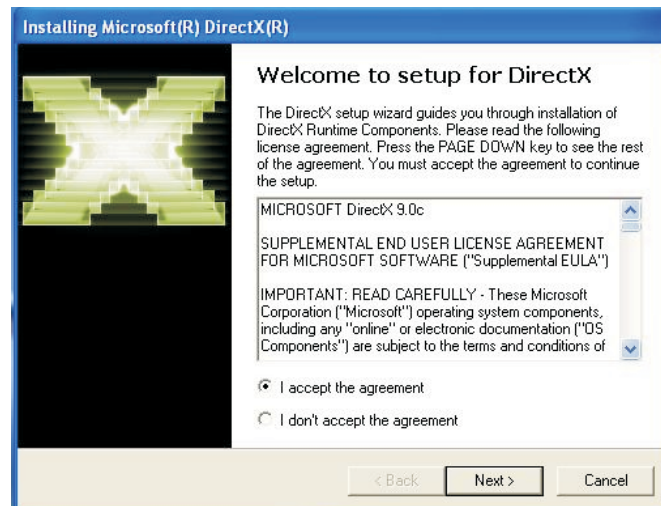 Installing Microsoft(R) DirectX(R)
Welcome to setup for DirectX
The DirectX setup wizard guides you through installation of
DirectX Runtime Components. Please read the following
license agreement. Press the PAGE DOWN key to see the rest
of the agreement. You must accept the agreement to continue
the setup.
MICROSOFT DirectX 9.0c
SUPPLEMENTAL END USER LICENSE AGREEMENT
FOR MICROSOFT SOFTWARE ("Supplemental EULA")
IMPORTANT: READ CAREFULLY - These Microsoft
Corporation ("Microsoft") operating system components,
including any "online" or electronic documentation ("OS
Components") are subject to the terms and conditions of
I accept the agreement
I don't accept the agreement
< Back
Next >
Cancel